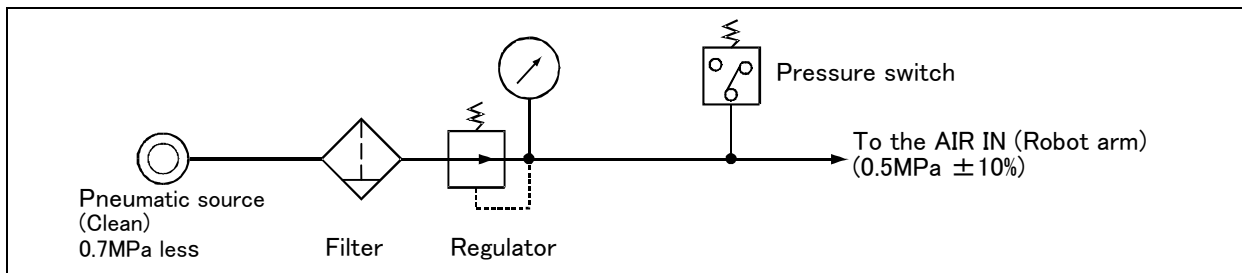 Pressure switch
To the AIR IN (Robot arm)
(0.5MPa ±10%)
Pneumatic source
(Clean)
0.7MPa less
Filter
Regulator